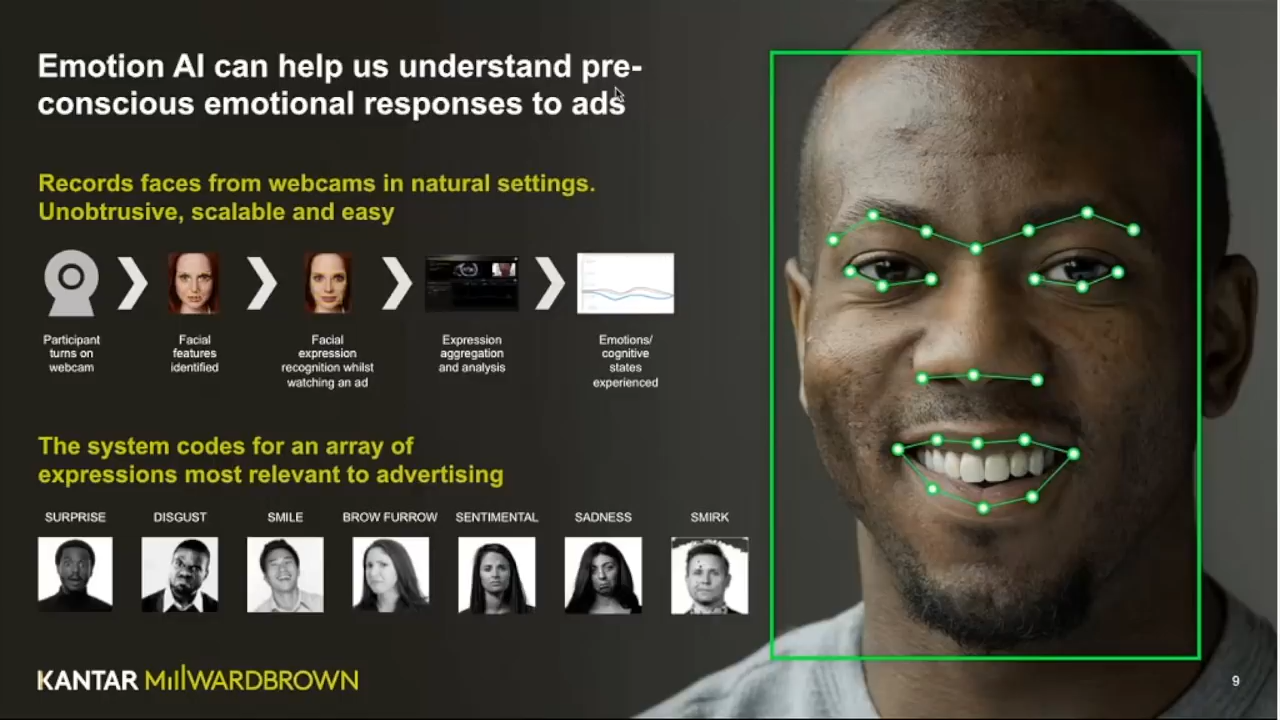 Emotion AI can help us understand pre-
conscious emotional responses to ads
Records faces from webcams in natural settings.
Unobtrusive, scalable and easy
Participant
turns on
webcam
Facial
features
identified
Facial
expression
recognition whilst
watching an ad
Expression
aggregation
and analysis
Emotions/
cognitive
states
experienced
The system codes for an array of
expressions most relevant to advertising
SURPRISE
DISGUST
SMILE
BROW FURROW
SENTIMENTAL
SADNESS
SMIRK
KANTAR MillWARDBROWN
9